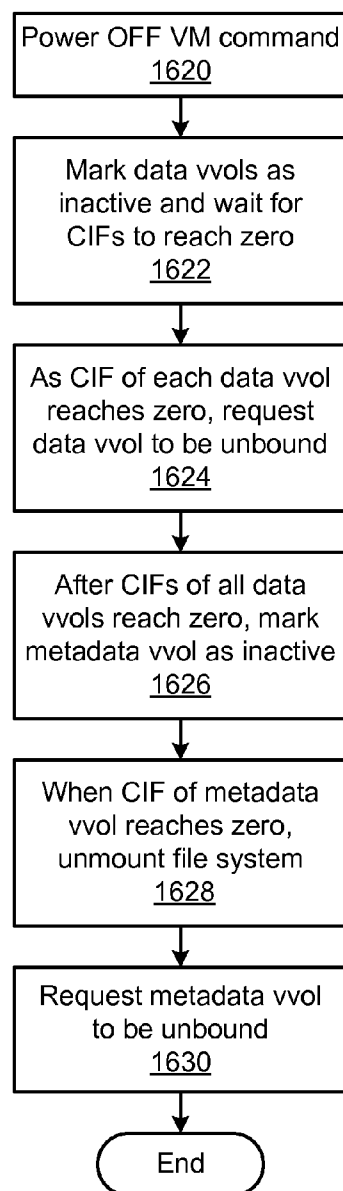 Power OFF VM command
1620
Mark data vvols as
inactive and wait for
CIFs to reach zero
1622
As CIF of each data vvol
reaches zero, request
data vvol to be unbound
1624
After CIFs of all data
vvols reach zero, mark
metadata vvol as inactive
1626
When CIF of metadata
vvol reaches zero,
unmount file system
1628
Request metadata vvol
to be unbound
1630
End